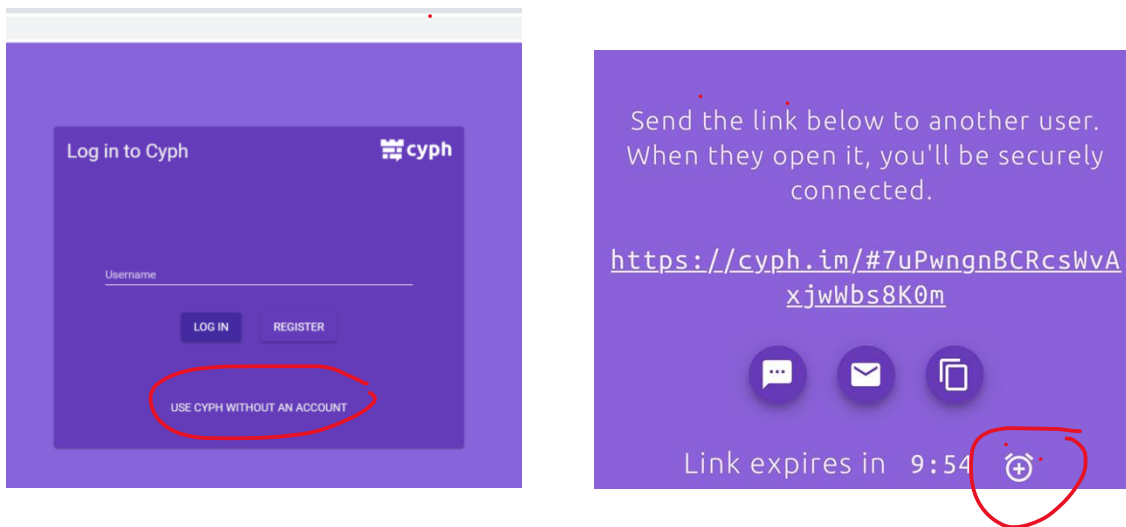 Log in to Cyph
cyph
Username
LOG IN
REGISTER
USE CYPH WITHOUT AN ACCOUNT
Send the link below to another user.
When they open it, you'll be securely
connected.
https://cyph.im/#7uPwngnBCRcsWvA
xjwWbs8K0m
Link expires in 9:54